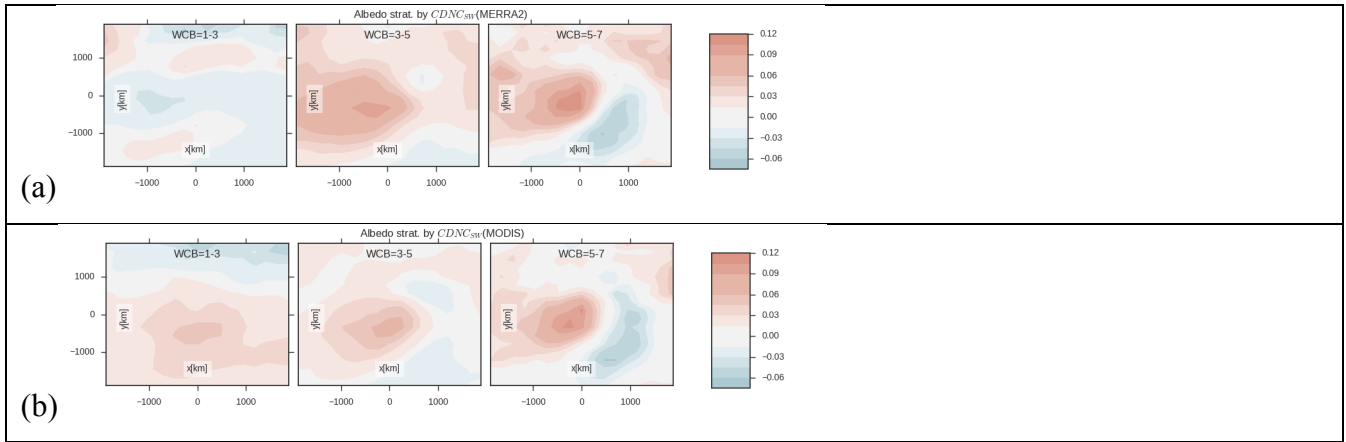 Albedo strat. by CDNC_SW(MERRA2)
WCB=1-3 WCB=3-5 WCB=5-7
1000
0
−1000
y[km] y[km] y[km]
x[km] x[km] x[km]
−1000 0 1000 −1000 0 1000 −1000 0 1000
0.12
0.09
0.06
0.03
0.00
−0.03
−0.06
(a)
Albedo strat. by CDNC_SW(MODIS)
WCB=1-3 WCB=3-5 WCB=5-7
1000
0
−1000
y[km] y[km] y[km]
x[km] x[km] x[km]
−1000 0 1000 −1000 0 1000 −1000 0 1000
0.12
0.09
0.06
0.03
0.00
−0.03
−0.06
(b)